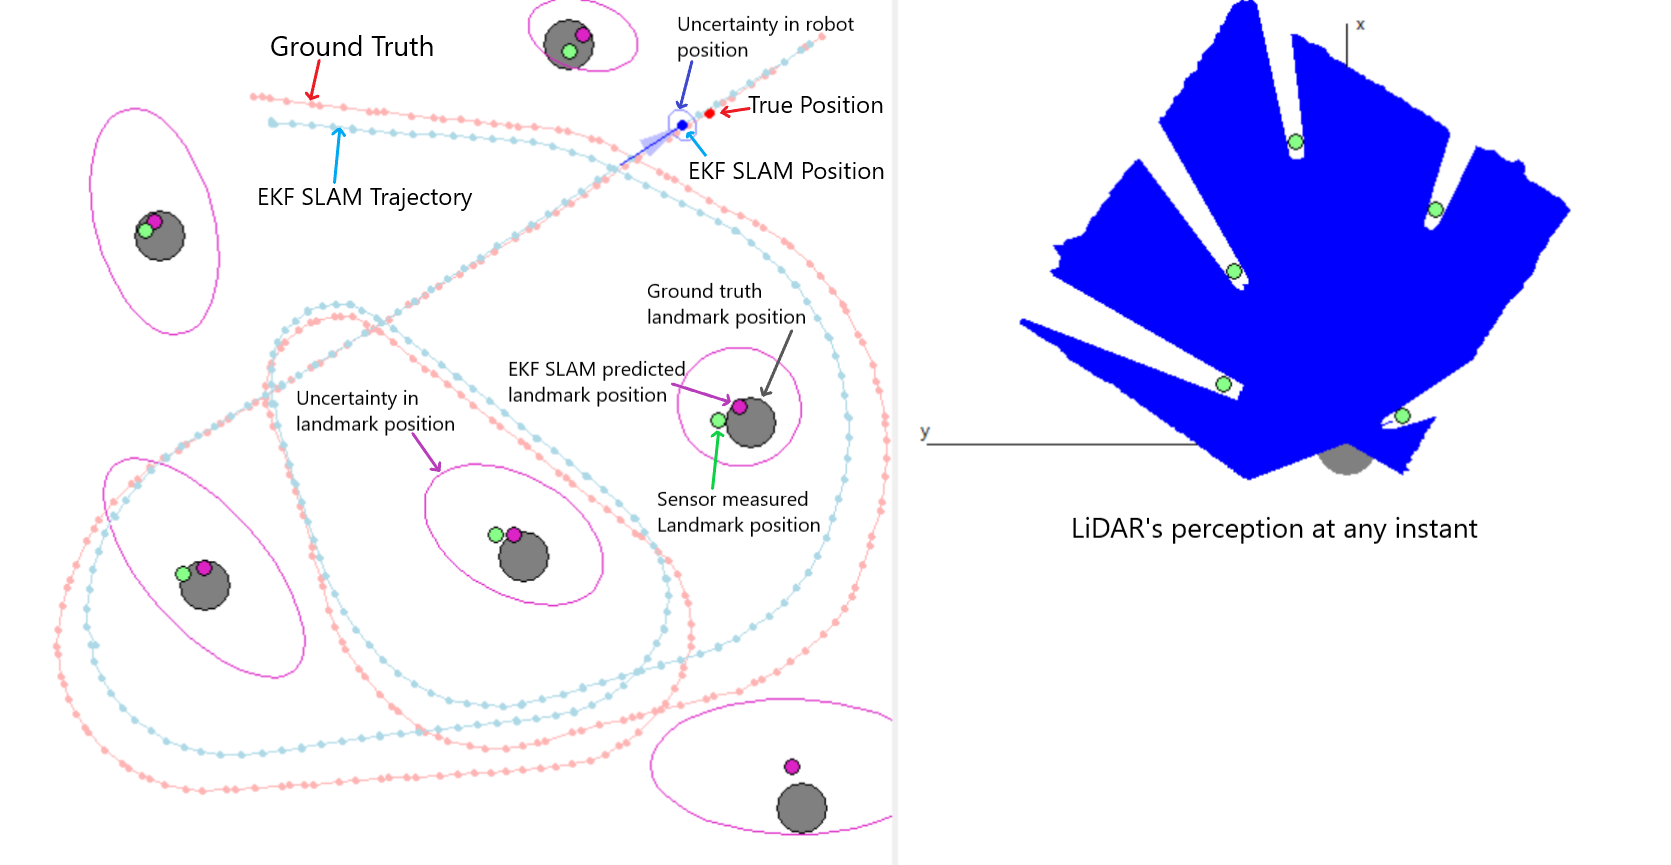 Ground Truth
Uncertainty in robot
position
True Position
EKF SLAM Position
EKF SLAM Trajectory
Ground truth
landmark position
EKF SLAM predicted
landmark position
Uncertainty in
landmark position
Sensor measured
Landmark position
x
y
LiDAR's perception at any instant